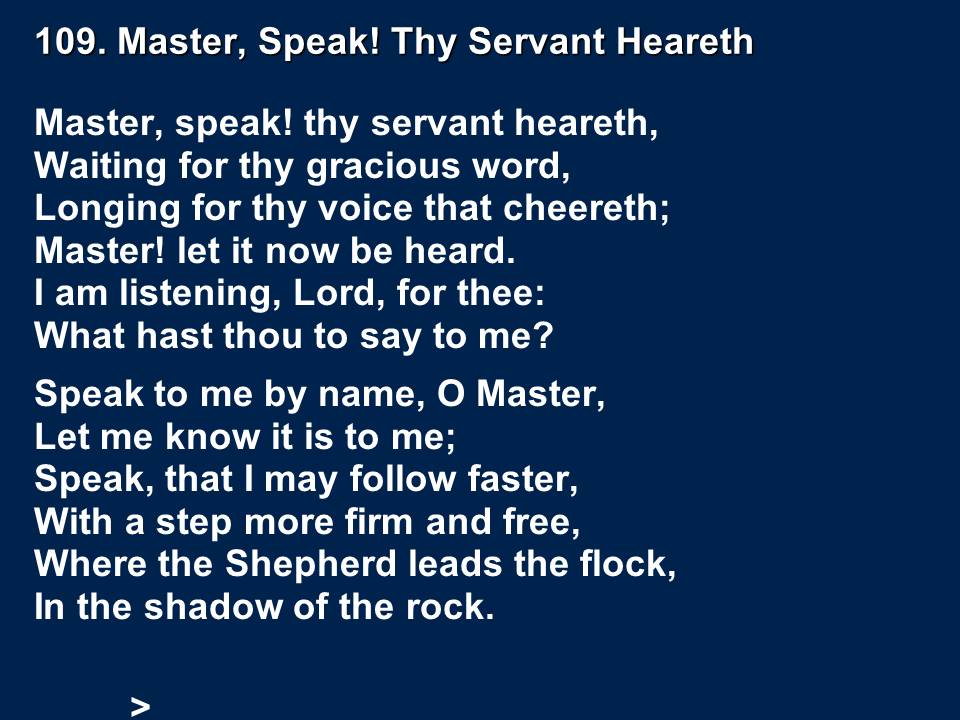 109. Master, Speak! Thy Servant Heareth
Master, speak! thy servant heareth,
Waiting for thy gracious word,
Longing for thy voice that cheereth;
Master! let it now be heard.
I am listening, Lord, for thee:
What hast thou to say to me?
Speak to me by name, O Master,
Let me know it is to me;
Speak, that I may follow faster,
With a step more firm and free,
Where the Shepherd leads the flock,
In the shadow of the rock.
>